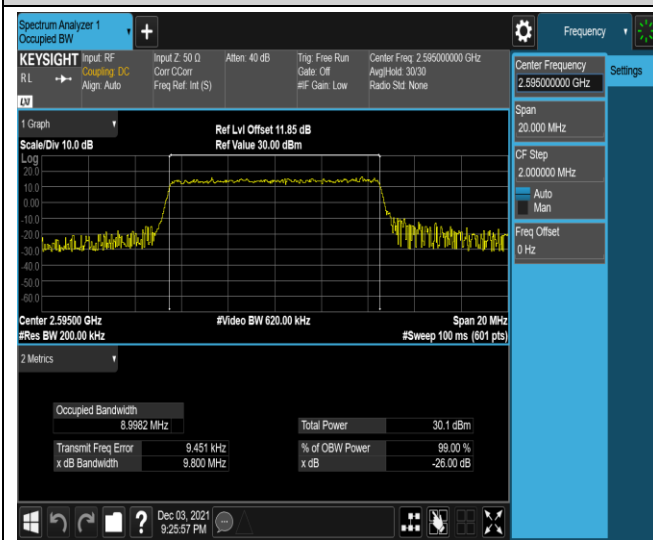 Spectrum Analyzer 1
Occupied BW
+
Frequency
KEYSIGHT
RL
LXI
Input: RF
Coupling: DC
Align: Auto
Input Z: 50 Ω
Corr CCorr
Freq Ref: Int (S)
Atten: 40 dB
Trig: Free Run
Gate: Off
#IF Gain: Low
Center Freq: 2.595000000 GHz
Avg|Hold: 30/30
Radio Std: None
Center Frequency
2.595000000 GHz
Settings
Span
20.000 MHz
CF Step
2.000000 MHz
Auto
Man
Freq Offset
0 Hz
1 Graph
Scale/Div 10.0 dB
Ref Lvl Offset 11.85 dB
Ref Value 30.00 dBm
Log
20.0
10.0
0.00
-10.0
-20.0
-30.0
-40.0
-50.0
-60.0
Center 2.59500 GHz
#Res BW 200.00 kHz
#Video BW 620.00 kHz
Span 20 MHz
#Sweep 100 ms (601 pts)
2 Metrics
Occupied Bandwidth
8.9982 MHz
Transmit Freq Error 9.451 kHz
x dB Bandwidth 9.800 MHz
Total Power 30.1 dBm
% of OBW Power 99.00 %
x dB -26.00 dB
?
Dec 03, 2021
9:25:57 PM